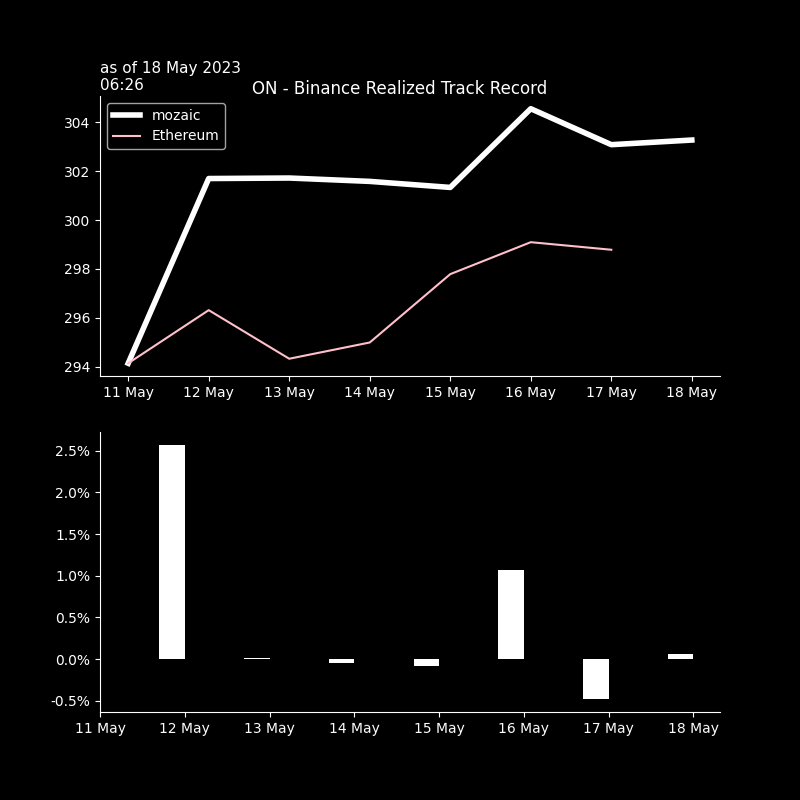 as of 18 May 2023
06:26
ON - Binance Realized Track Record
mozaic
Ethereum
304
302
300
298
296
294
11 May 12 May 13 May 14 May 15 May 16 May 17 May 18 May
2.5%
2.0%
1.5%
1.0%
0.5%
0.0%
-0.5%
11 May 12 May 13 May 14 May 15 May 16 May 17 May 18 May